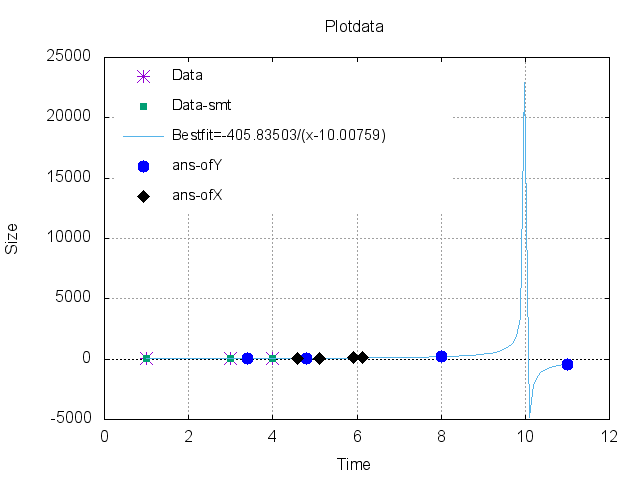 Plotdata
25000
20000
15000
10000
5000
0
-5000
Size
Data
Data-smt
Bestfit=-405.83503/(x-10.00759)
ans-ofY
ans-ofX
0 2 4 6 8 10 12
Time